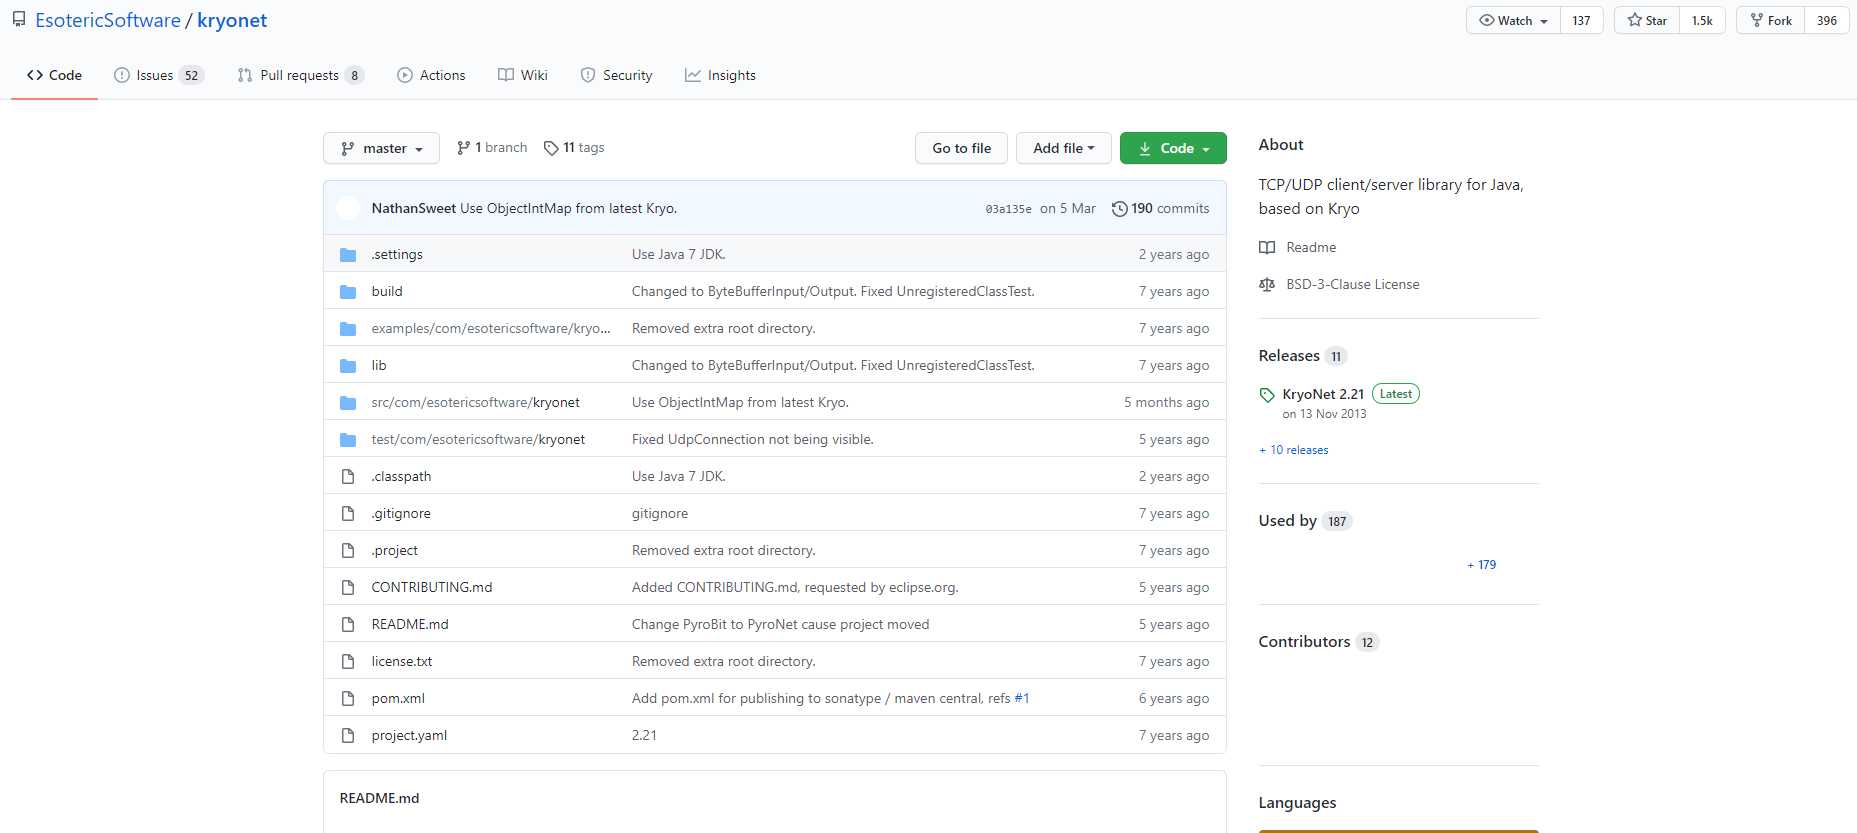 EsotericSoftware / kryonet
Watch 137 Star 1.5k Fork 396
Code Issues 52 Pull requests 8 Actions Wiki Security Insights
master 1 branch 11 tags Go to file Add file Code
NathanSweet Use ObjectIntMap from latest Kryo. 03a135e on 5 Mar 190 commits
.settings Use Java 7 JDK. 2 years ago
build Changed to ByteBufferInput/Output. Fixed UnregisteredClassTest. 7 years ago
examples/com/esotericsoftware/kryo... Removed extra root directory. 7 years ago
lib Changed to ByteBufferInput/Output. Fixed UnregisteredClassTest. 7 years ago
src/com/esotericsoftware/kryonet Use ObjectIntMap from latest Kryo. 5 months ago
test/com/esotericsoftware/kryonet Fixed UdpConnection not being visible. 5 years ago
.classpath Use Java 7 JDK. 2 years ago
.gitignore gitignore 7 years ago
.project Removed extra root directory. 7 years ago
CONTRIBUTING.md Added CONTRIBUTING.md, requested by eclipse.org. 5 years ago
README.md Change PyroBit to PyroNet cause project moved 5 years ago
license.txt Removed extra root directory. 7 years ago
pom.xml Add pom.xml for publishing to sonatype / maven central, refs #1 6 years ago
project.yaml 2.21 7 years ago
README.md
About
TCP/UDP client/server library for Java,
based on Kryo
Readme
BSD-3-Clause License
Releases 11
KryoNet 2.21 Latest
on 13 Nov 2013
+ 10 releases
Used by 187
+ 179
Contributors 12
Languages